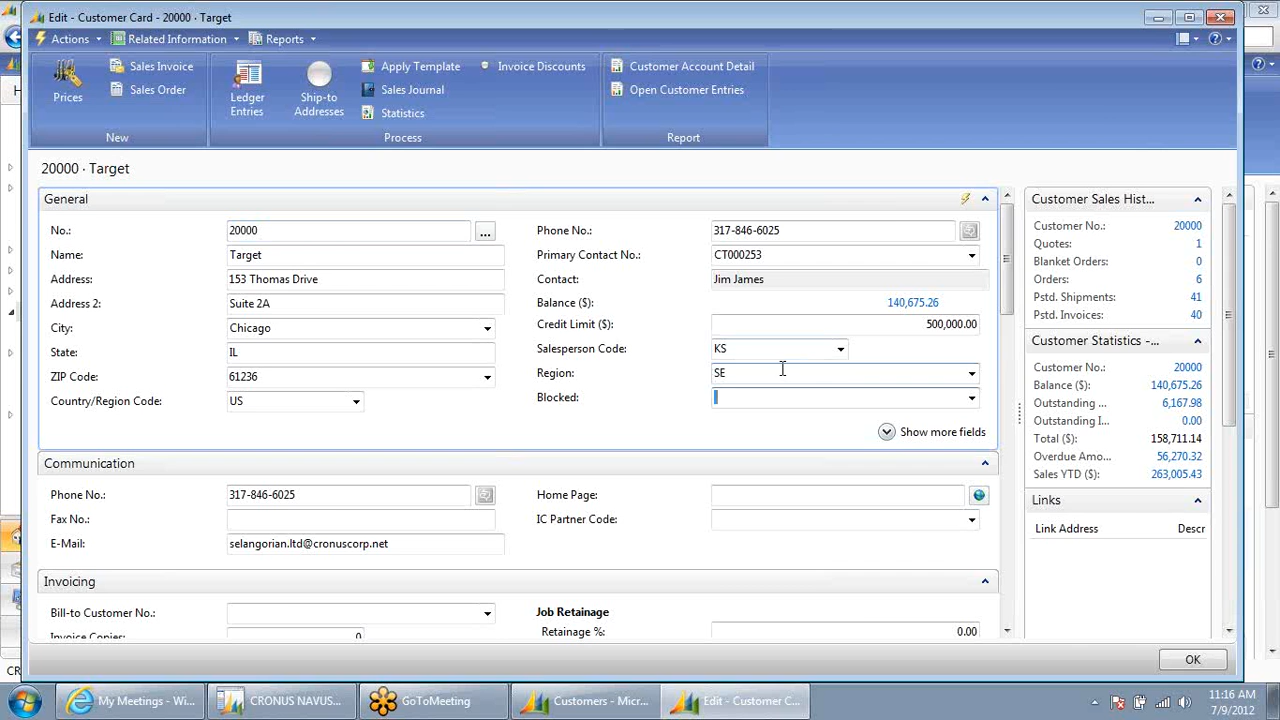 Edit - Customer Card - 20000 · Target
Actions Related Information Reports
Prices
Sales Invoice
Sales Order
New
Ledger Entries
Ship-to Addresses
Apply Template
Sales Journal
Statistics
Invoice Discounts
Process
Customer Account Detail
Open Customer Entries
Report
20000 · Target
General
No.: 20000 ...
Name: Target
Address: 153 Thomas Drive
Address 2: Suite 2A
City: Chicago
State: IL
ZIP Code: 61236
Country/Region Code: US
Phone No.: 317-846-6025
Primary Contact No.: CT000253
Contact: Jim James
Balance ($): 140,675.26
Credit Limit ($): 500,000.00
Salesperson Code: KS
Region: SE
Blocked:
Show more fields
Communication
Phone No.: 317-846-6025
Fax No.:
E-Mail: selangorian.ltd@cronuscorp.net
Home Page:
IC Partner Code:
Invoicing
Bill-to Customer No.:
Invoice Copies: 0
Job Retainage
Retainage %: 0.00
Customer Sales Hist...
Customer No.: 20000
Quotes: 1
Blanket Orders: 0
Orders: 6
Pstd. Shipments: 41
Pstd. Invoices: 40
Customer Statistics -...
Customer No.: 20000
Balance ($): 140,675.26
Outstanding ... 6,167.98
Outstanding I... 0.00
Total ($): 158,711.14
Overdue Amo... 56,270.32
Sales YTD ($): 263,005.43
Links
Link Address Descr
OK
H
CR
My Meetings - Wi...
CRONUS NAVUS...
GoToMeeting
Customers - Micr...
Edit - Customer C...
11:16 AM
7/9/2012